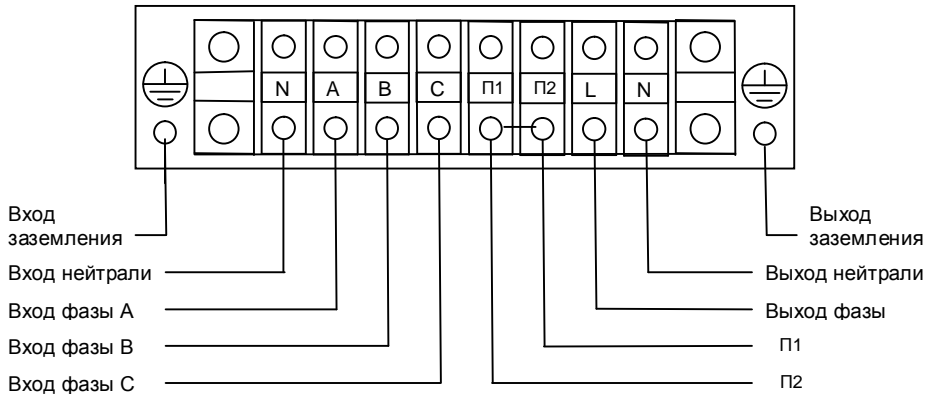 N A B C П1 П2 L N
Вход
заземления
Вход нейтрали
Вход фазы А
Вход фазы В
Вход фазы С
Выход
заземления
Выход нейтрали
Выход фазы
П1
П2